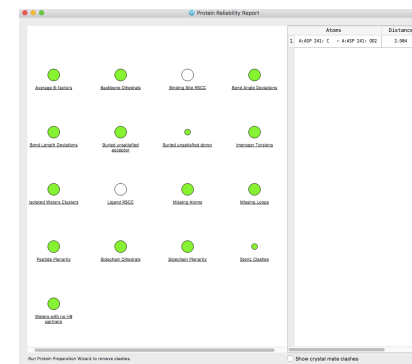 Protein Reliability Report
Atoms Distance
1 A:ASP 241: C - A:ASP 241: OD2 2.904
Average B-factors Backbone Dihedrals Binding Site RSCC Bond Angle Deviations
Bond Length Deviations Buried unsatisfied acceptor Buried unsatisfied donor Improper Torsions
Isolated Waters Clusters Ligand RSCC Missing Atoms Missing Loops
Peptide Planarity Sidechain Dihedrals Sidechain Planarity Steric Clashes
Waters with no HB
partners
Run Protein Preparation Wizard to remove clashes.
Show crystal mate clashes